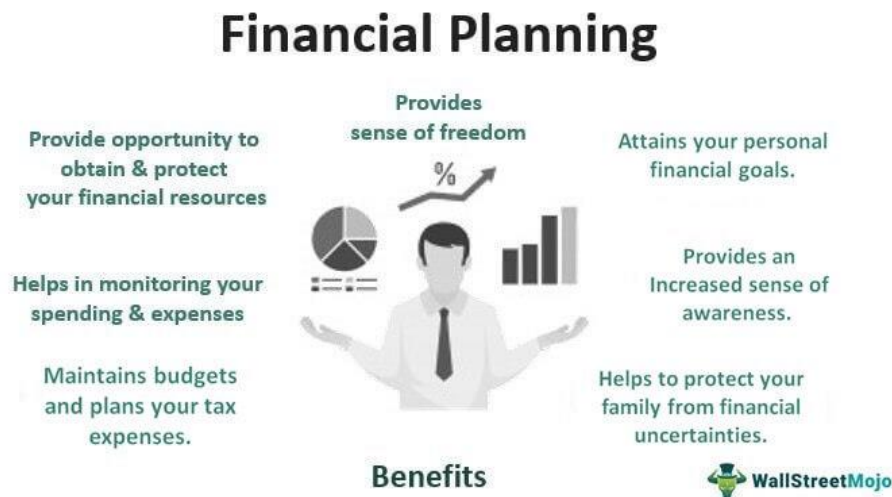 Financial Planning
Provides
sense of freedom
Provide opportunity to
obtain & protect
your financial resources
Attains your personal
financial goals.
%
Helps in monitoring your
spending & expenses
Provides an
Increased sense of
awareness.
Maintains budgets
and plans your tax
expenses.
Helps to protect your
family from financial
uncertainties.
Benefits
WallStreetMojo